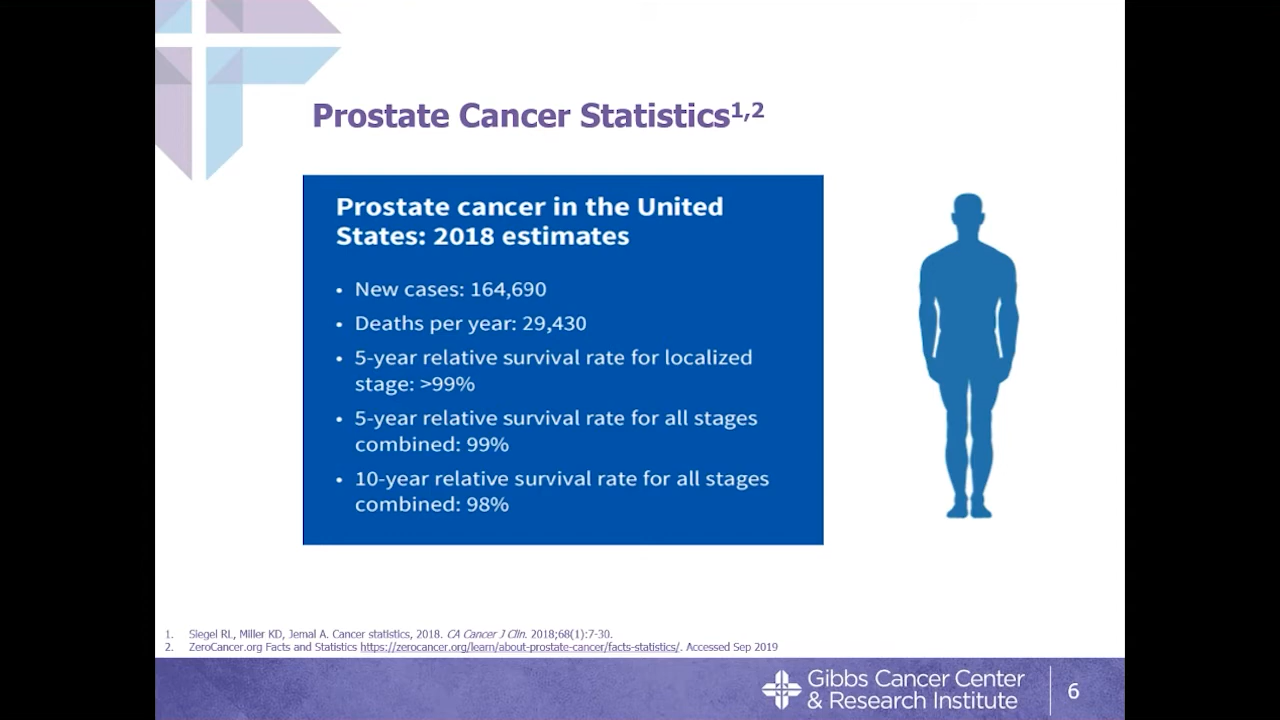 Prostate Cancer Statistics1,2
Prostate cancer in the United
States: 2018 estimates
• New cases: 164,690
• Deaths per year: 29,430
• 5-year relative survival rate for localized
stage: >99%
• 5-year relative survival rate for all stages
combined: 99%
• 10-year relative survival rate for all stages
combined: 98%
1. Siegel RL, Miller KD, Jemal A. Cancer statistics, 2018. CA Cancer J Clin. 2018;68(1):7-30.
2. ZeroCancer.org Facts and Statistics https://zerocancer.org/learn/about-prostate-cancer/facts-statistics/. Accessed Sep 2019
Gibbs Cancer Center
& Research Institute
6